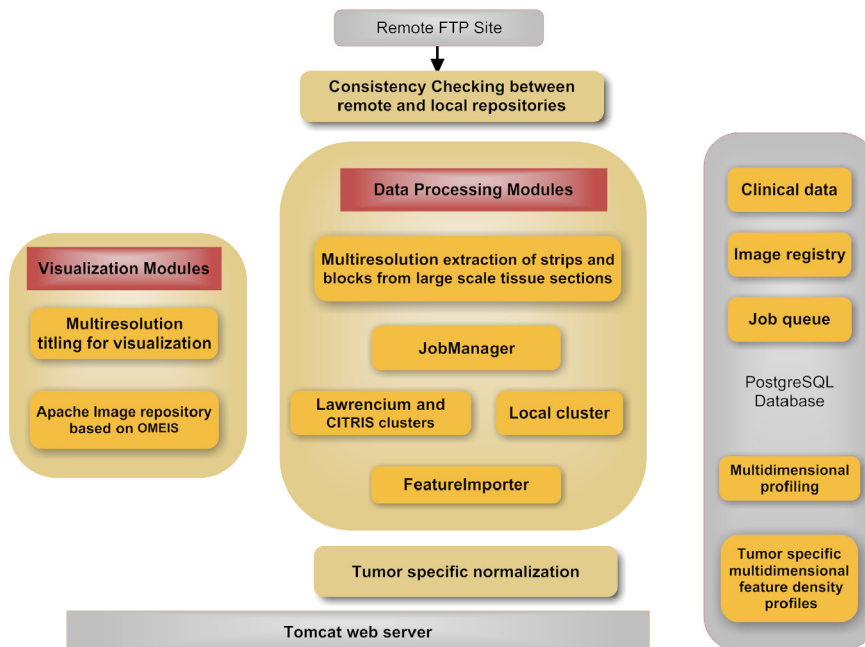 Remote FTP Site
Consistency Checking between
remote and local repositories
Data Processing Modules
Multiresolution extraction of strips and
blocks from large scale tissue sections
JobManager
Lawrencium and
CITRIS clusters
Local cluster
FeatureImporter
Tumor specific normalization
Tomcat web server
Visualization Modules
Multiresolution
titling for visualization
Apache Image repository
based on OMEIS
Clinical data
Image registry
Job queue
PostgreSQL
Database
Multidimensional
profiling
Tumor specific
multidimensional
feature density
profiles